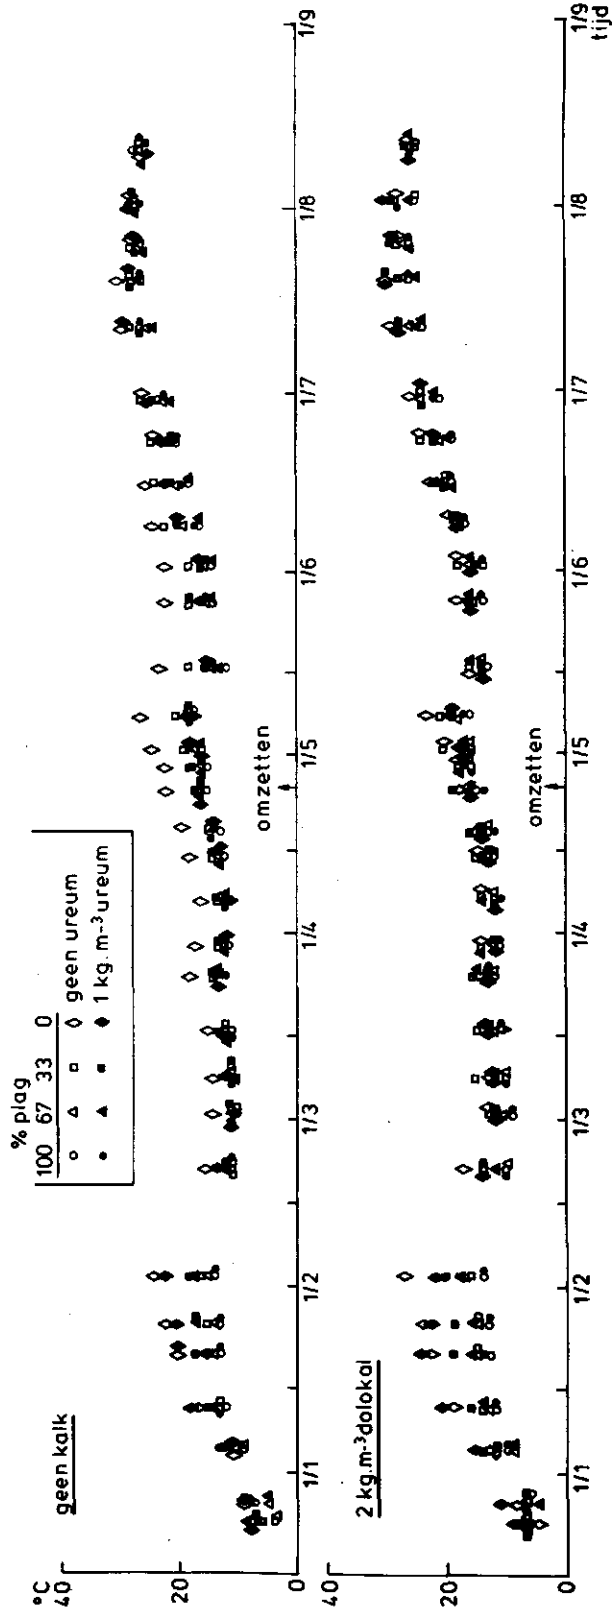 °C
40
20
0
geen kalk
% plag
100 67 33 0
○ △ □ ◇ geen ureum
● ▲ ■ ◆ 1 kg.m⁻³ ureum
omzetten
1/1 1/2 1/3 1/4 1/5 1/6 1/7 1/8 1/9
40
20
0
2 kg.m⁻³ dolokal
omzetten
1/1 1/2 1/3 1/4 1/5 1/6 1/7 1/8 1/9
tijd